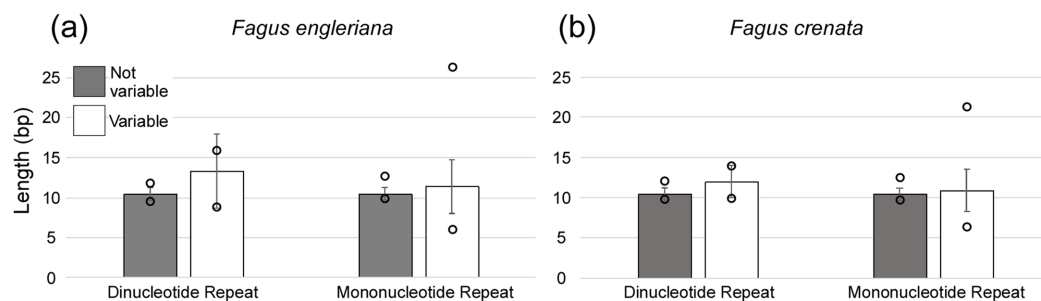 (a)
Fagus engleriana
Length (bp)
25
20
15
10
5
0
Not
variable
Variable
Dinucleotide Repeat
Mononucleotide Repeat
(b)
Fagus crenata
25
20
15
10
5
0
Dinucleotide Repeat
Mononucleotide Repeat